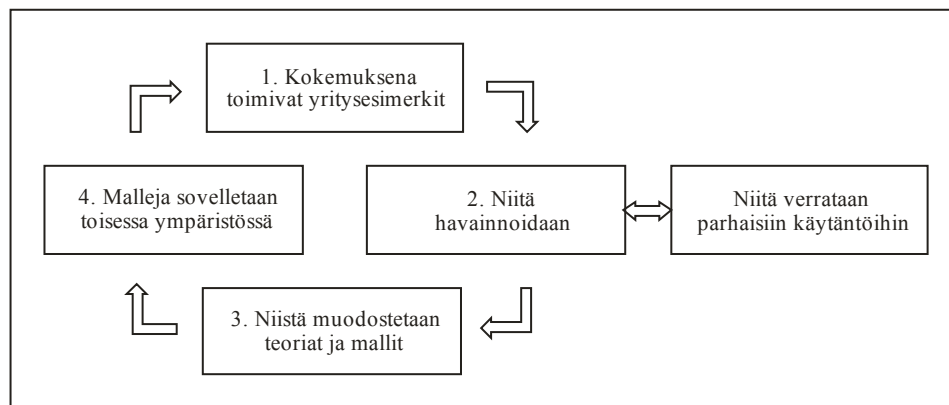 1. Kokemuksena
toimivat yritysesimerkit
4. Malleja sovelletaan
toisessa ympäristössä
2. Niitä
havainnoidaan
Niitä verrataan
parhaisiin käytäntöihin
3. Niistä muodostetaan
teoriat ja mallit